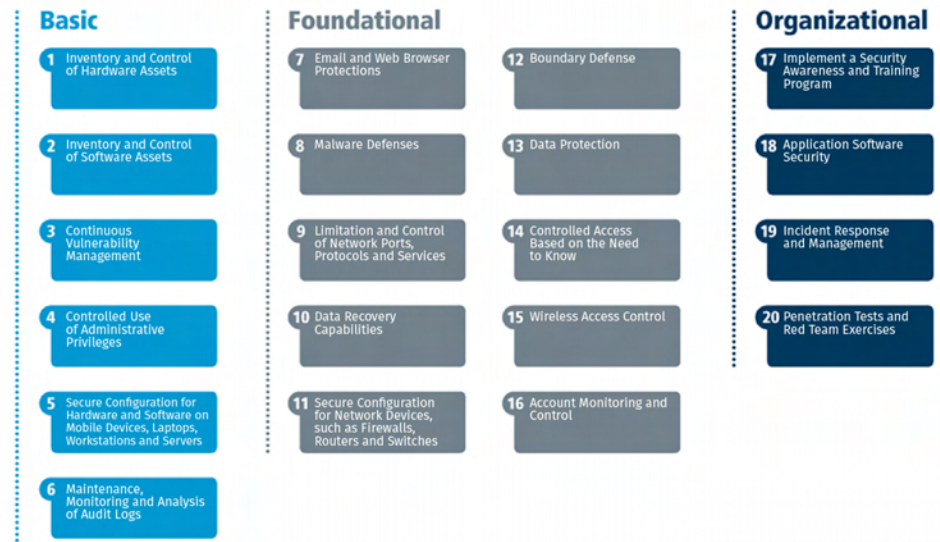 Basic
1 Inventory and Control
of Hardware Assets
2 Inventory and Control
of Software Assets
3 Continuous
Vulnerability
Management
4 Controlled Use
of Administrative
Privileges
5 Secure Configuration for
Hardware and Software on
Mobile Devices, Laptops,
Workstations and Servers
6 Maintenance,
Monitoring and Analysis
of Audit Logs
Foundational
7 Email and Web Browser
Protections
8 Malware Defenses
9 Limitation and Control
of Network Ports,
Protocols and Services
10 Data Recovery
Capabilities
11 Secure Configuration
for Network Devices,
such as Firewalls,
Routers and Switches
12 Boundary Defense
13 Data Protection
14 Controlled Access
Based on the Need
to Know
15 Wireless Access Control
16 Account Monitoring and
Control
Organizational
17 Implement a Security
Awareness and Training
Program
18 Application Software
Security
19 Incident Response
and Management
20 Penetration Tests and
Red Team Exercises